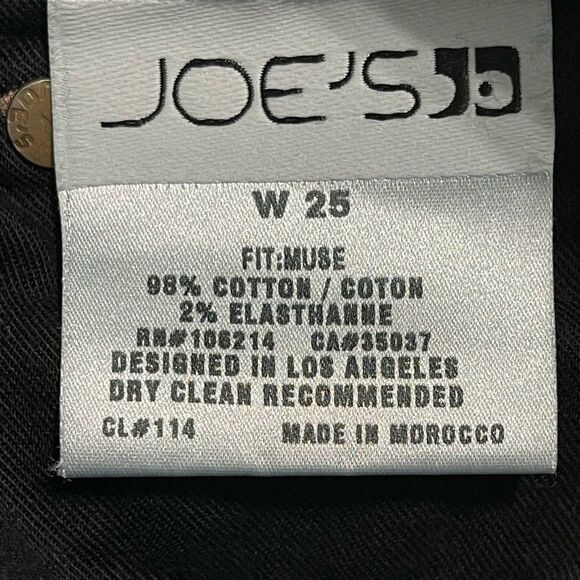 JOE'S
W 25
FIT:MUSE
98% COTTON / COTON
2% ELASTHANNE
RN#106214 CA#35037
DESIGNED IN LOS ANGELES
DRY CLEAN RECOMMENDED
CL#114 MADE IN MOROCCO
JOE'S